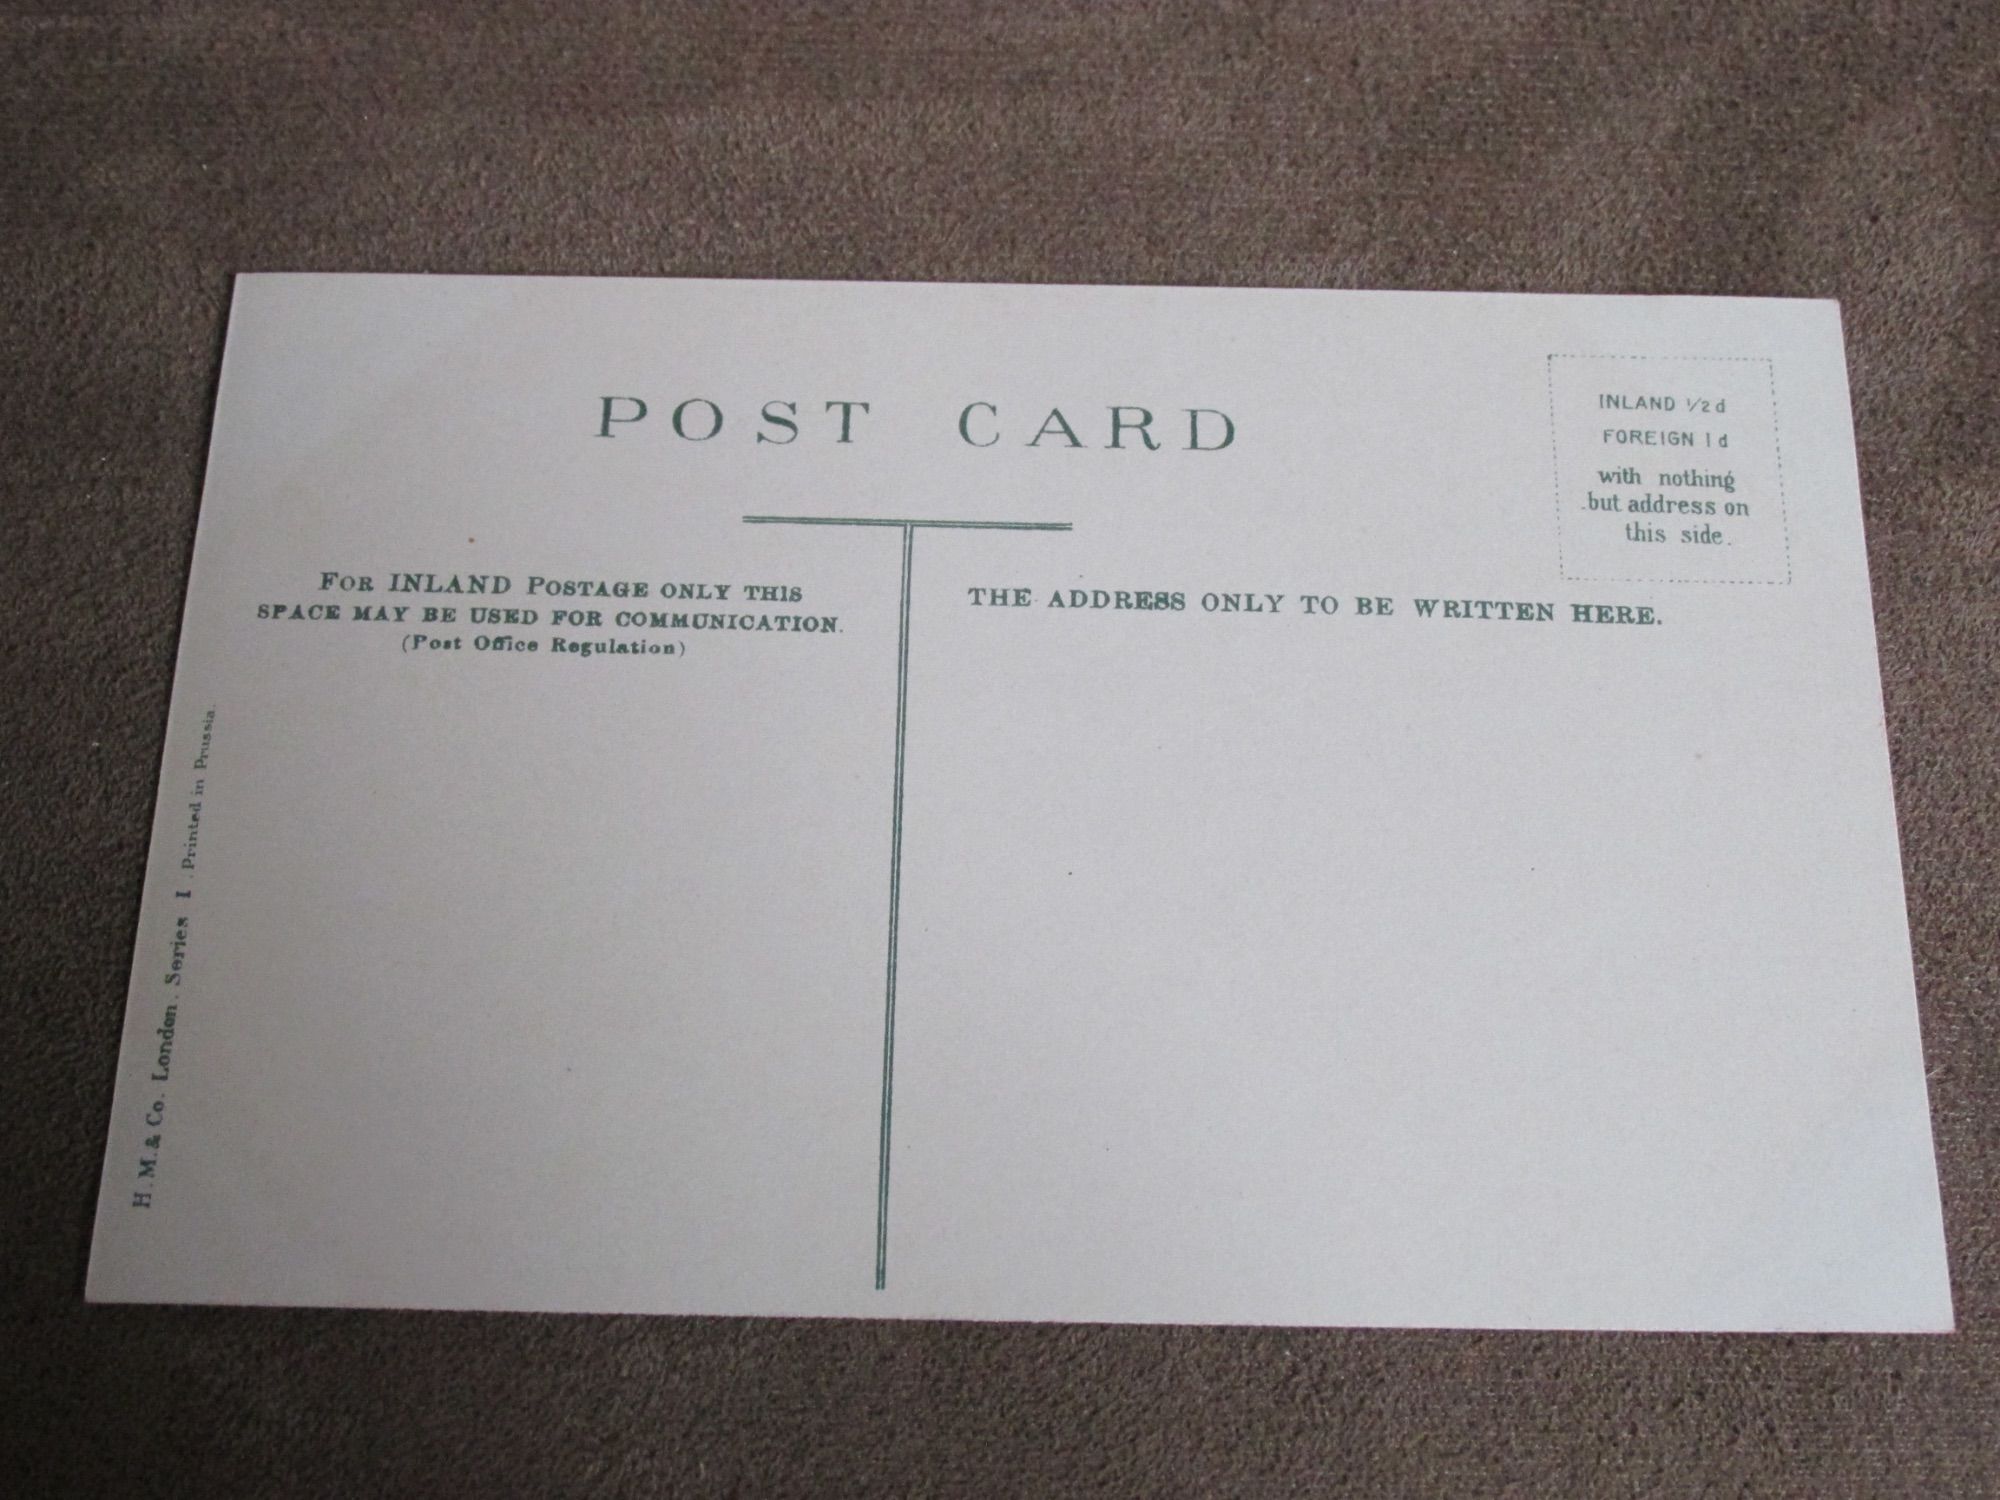 POST CARD
INLAND 1/2 d
FOREIGN 1 d
with nothing
but address on
this side.
FOR INLAND POSTAGE ONLY THIS
SPACE MAY BE USED FOR COMMUNICATION.
(Post Office Regulation)
THE ADDRESS ONLY TO BE WRITTEN HERE.
H. M. & Co. London. Series I. Printed in Prussia.